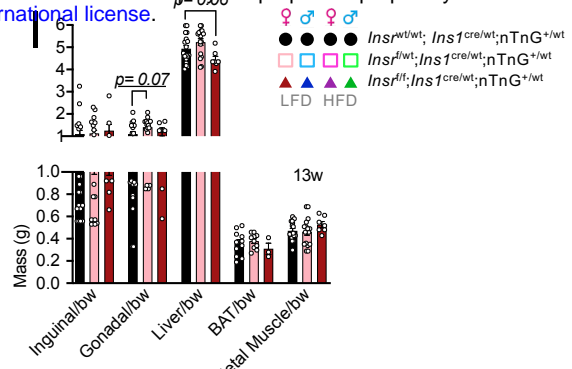 national license.
6
5
4
3
2
1
p= 0.07
♀ ♂ ♀ ♂
Insr^wt/wt; Ins1^cre/wt;nTnG^+/wt
Insr^f/wt;Ins1^cre/wt;nTnG^+/wt
Insr^f/f;Ins1^cre/wt;nTnG^+/wt
LFD HFD
13w
Mass (g)
1.0
0.8
0.6
0.4
0.2
0.0
Inguinal/bw
Gonadal/bw
Liver/bw
BAT/bw
etal Muscle/bw